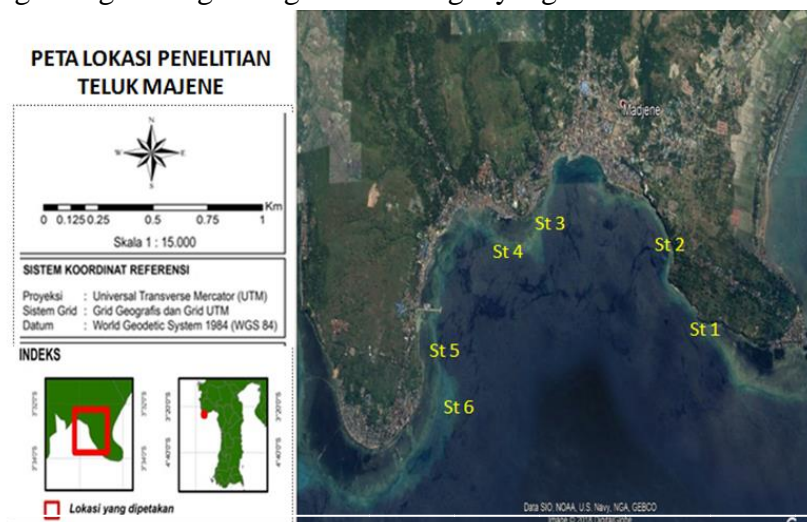 PETA LOKASI PENELITIAN
TELUK MAJENE
N
W E
S
Km
0 0.125 0.25 0.5 0.75 1
Skala 1 : 15.000
SISTEM KOORDINAT REFERENSI
Proyeksi : Universal Transverse Mercator (UTM)
Sistem Grid : Grid Geografis dan Grid UTM
Datum : World Geodetic System 1984 (WGS 84)
INDEKS
Lokasi yang dipetakan
Madjene
St 3
St 2
St 4
St 1
St 5
St 6
Data SIO, NOAA, U.S. Navy, NGA, GEBCO